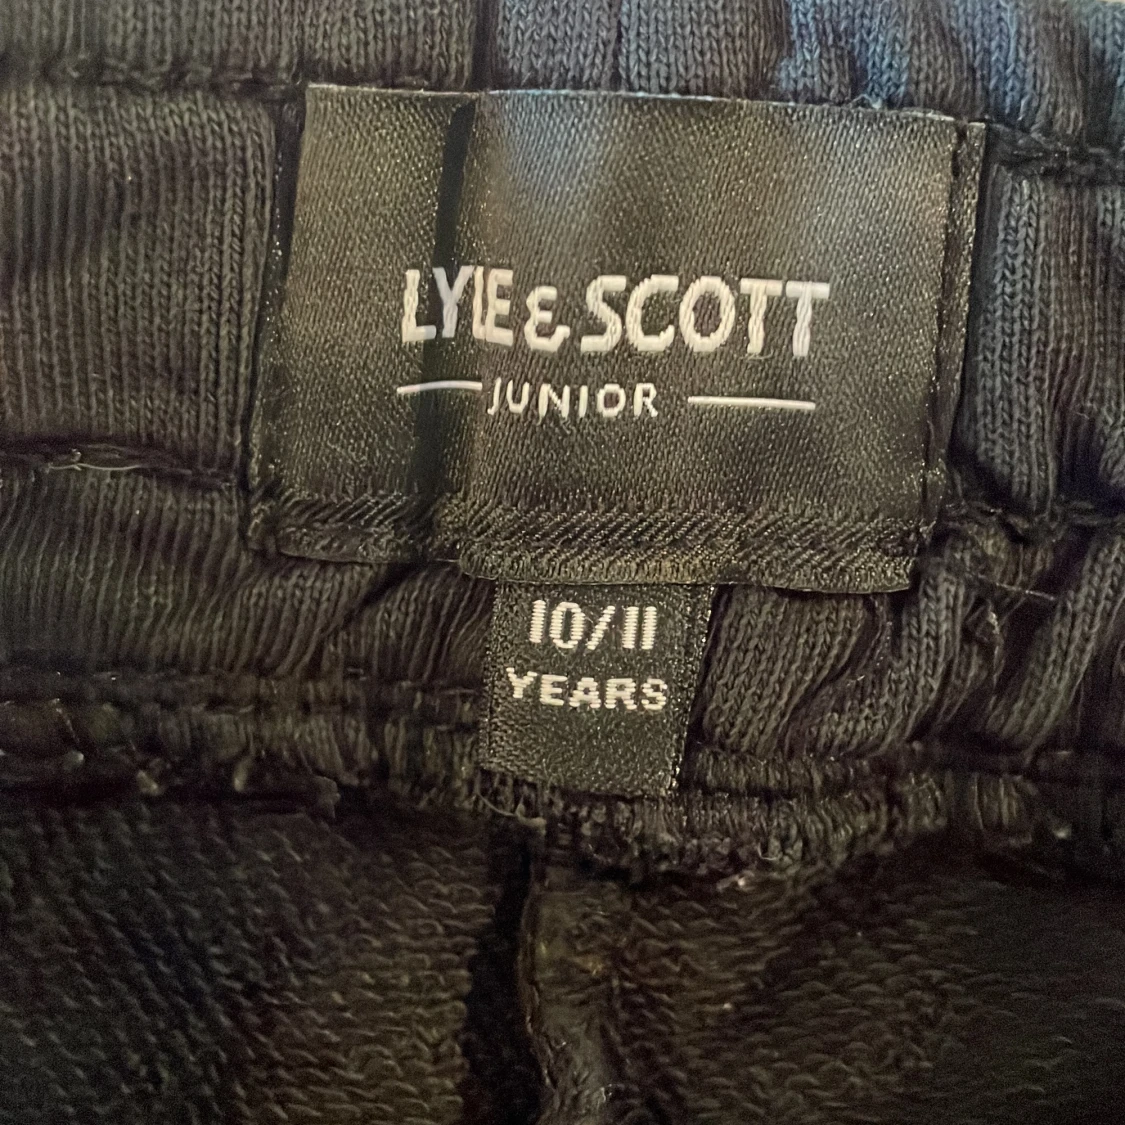 LYLE & SCOTT
JUNIOR
10/11
YEARS